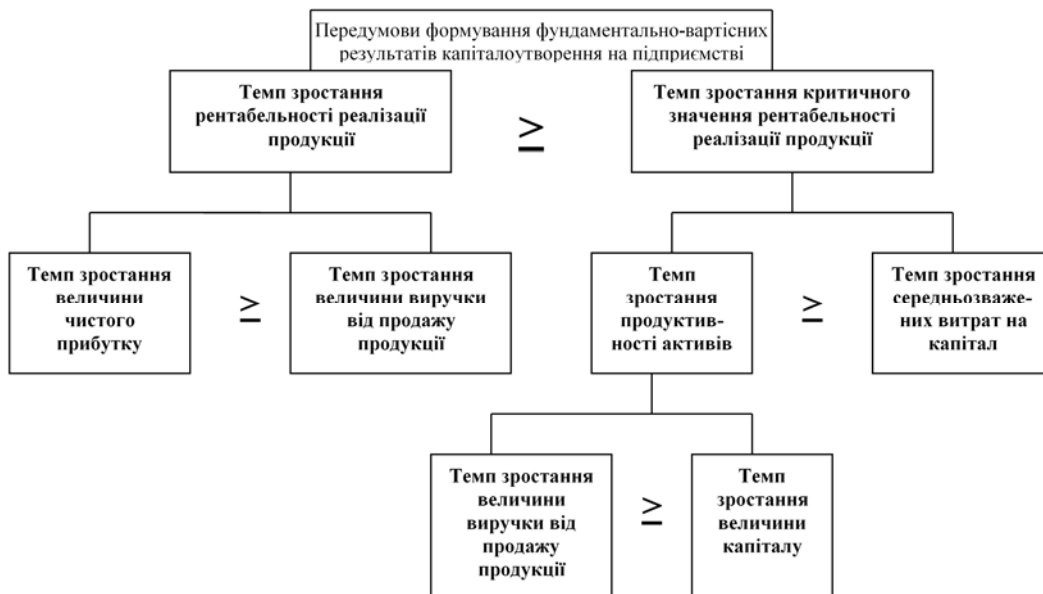 Передумови формування фундаментально-вартісних
результатів капіталоутворення на підприємстві
Темп зростання
рентабельності реалізації
продукції
≥
Темп зростання критичного
значення рентабельності
реалізації продукції
Темп зростання
величини
чистого
прибутку
≥
Темп зростання
величини виручки
від продажу
продукції
Темп
зростання
продуктив-
ності активів
≥
Темп зростання
середньозваже-
них витрат на
капітал
Темп зростання
величини
виручки від
продажу
продукції
≥
Темп
зростання
величини
капіталу